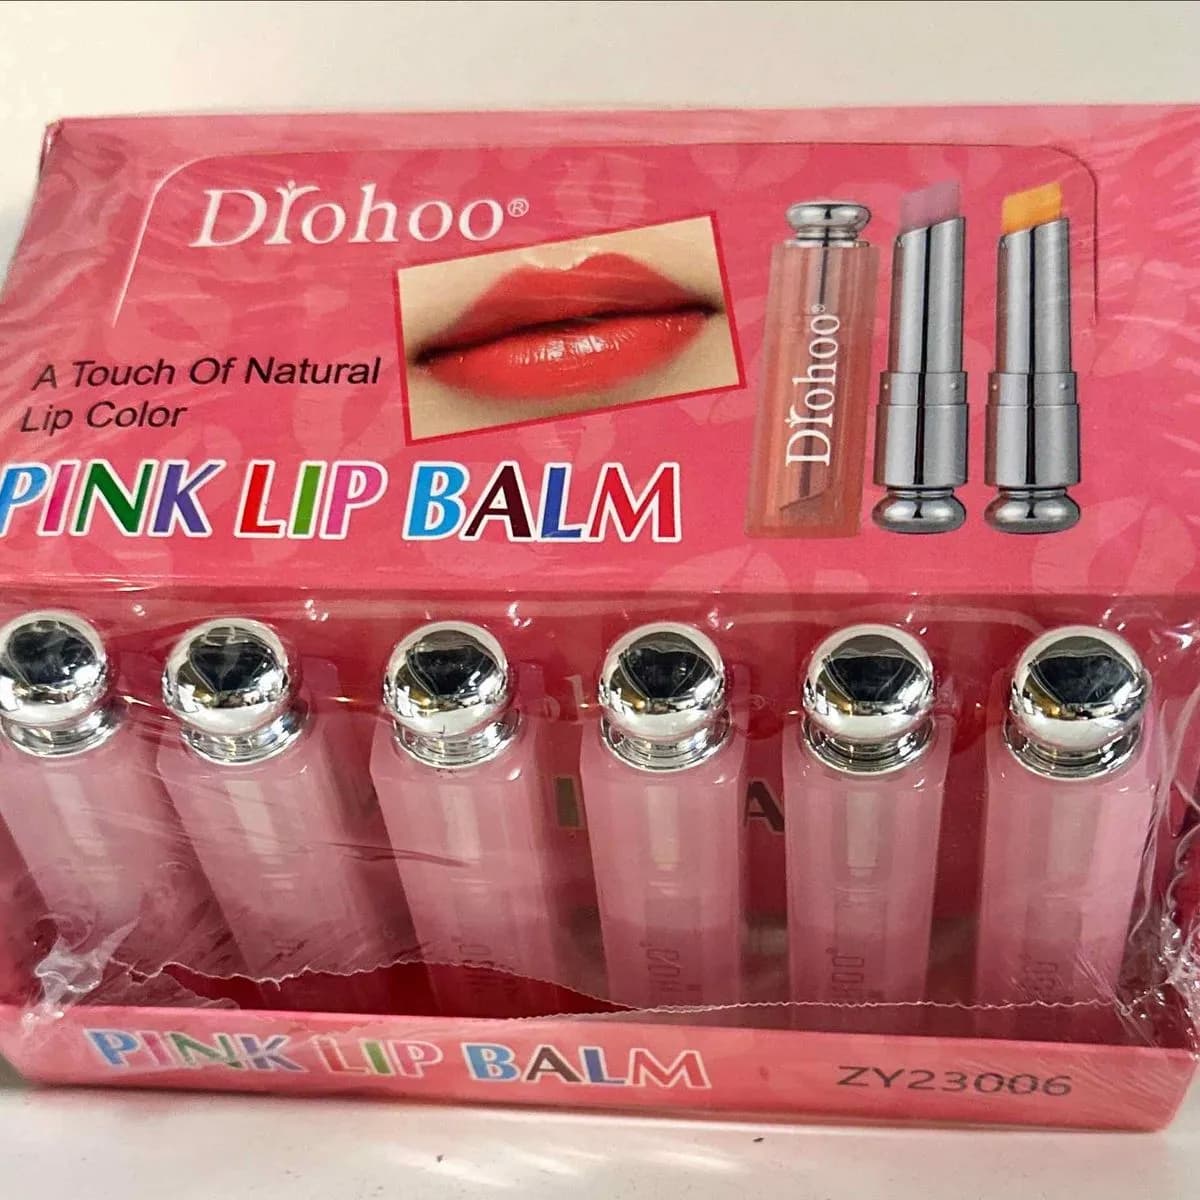 Drohoo®
A Touch Of Natural
Lip Color
PINK LIP BALM
Drohoo®
PINK LIP BALM
ZY23006